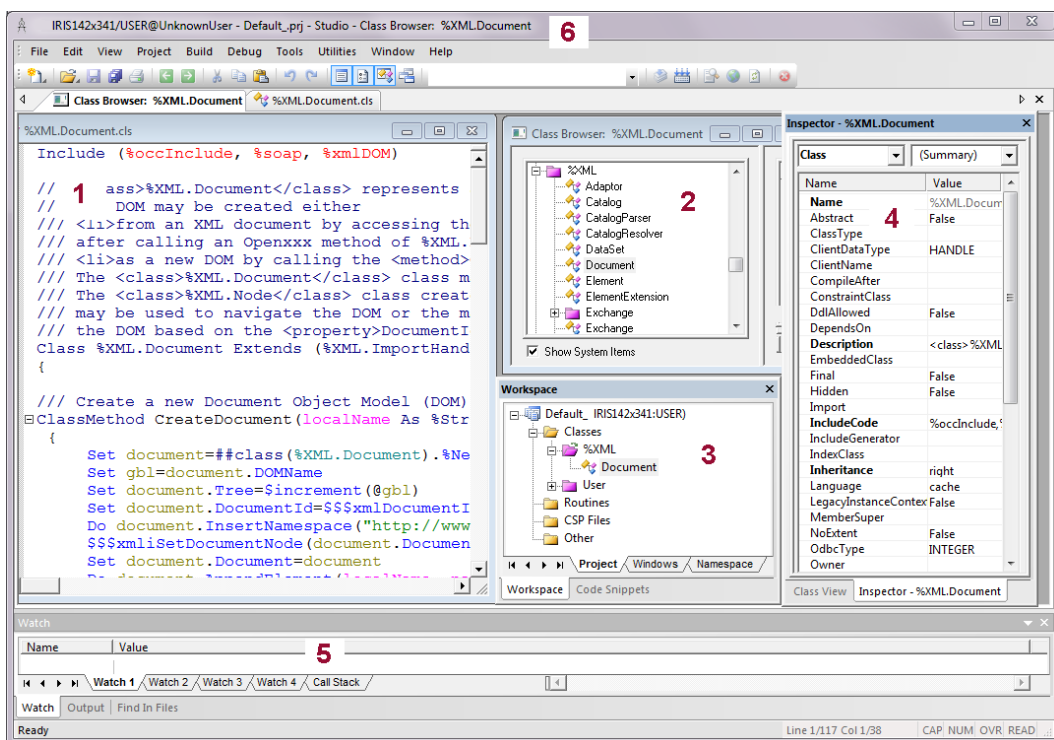 IRIS142x341/USER@UnknownUser - Default_.prj - Studio - Class Browser: %XML.Document
6
File Edit View Project Build Debug Tools Utilities Window Help
Class Browser: %XML.Document %XML.Document.cls
%XML.Document.cls
Include (%occInclude, %soap, %xmlDOM)
// 1 ass>%XML.Document</class> represents
// DOM may be created either
/// <li>from an XML document by accessing th
/// after calling an Openxxx method of %XML.
/// <li>as a new DOM by calling the <method>
/// The <class>%XML.Document</class> class m
/// The <class>%XML.Node</class> class creat
/// may be used to navigate the DOM or the m
/// the DOM based on the <property>DocumentI
Class %XML.Document Extends (%XML.ImportHand
{
/// Create a new Document Object Model (DOM)
ClassMethod CreateDocument(localName As %Str
{
Set document=##class(%XML.Document).%Ne
Set gbl=document.DOMName
Set document.Tree=$increment(@gbl)
Set document.DocumentId=$$$xmlDocumentI
Do document.InsertNamespace("http://www
$$$xmliSetDocumentNode(document.Documen
Set document.Document=document
Do document.AppendElement(localName
Class Browser: %XML.Document
2
%XML
Adaptor
Catalog
CatalogParser
CatalogResolver
DataSet
Document
Element
ElementExtension
Exchange
Exchange
Show System Items
Workspace
3
Default_ IRIS142x341:USER)
Classes
%XML
Document
User
Routines
CSP Files
Other
Project Windows Namespace
Workspace Code Snippets
Inspector - %XML.Document
Class (Summary)
4
Name Value
Name %XML.Docum
Abstract False
ClassType
ClientDataType HANDLE
ClientName
CompileAfter
ConstraintClass
DdlAllowed False
DependsOn
Description <class>%XML
EmbeddedClass
Final False
Hidden False
Import
IncludeCode %occInclude,
IncludeGenerator
IndexClass
Inheritance right
Language cache
LegacyInstanceContex False
MemberSuper
NoExtent False
OdbcType INTEGER
Owner
Class View Inspector - %XML.Document
Watch
Name Value
5
Watch 1 Watch 2 Watch 3 Watch 4 Call Stack
Watch Output Find In Files
Ready Line 1/117 Col 1/38 CAP NUM OVR READ